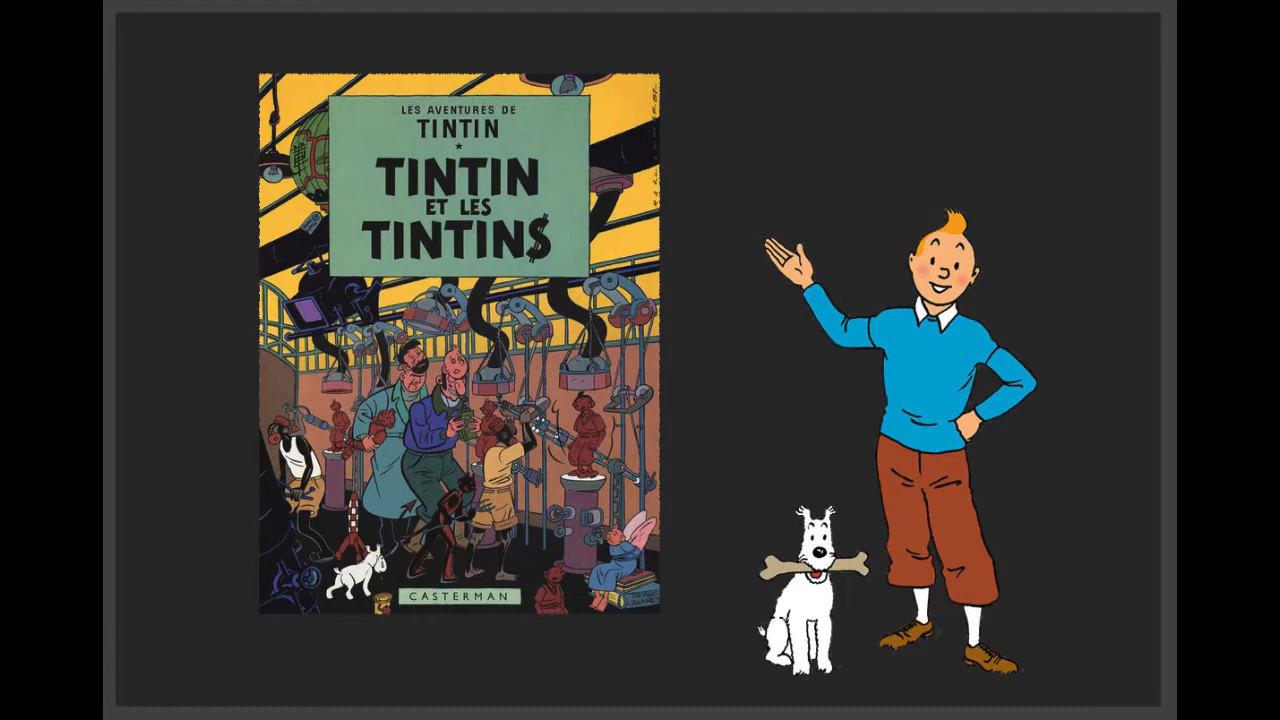 LES AVENTURES DE
TINTIN
TINTIN
ET LES
TINTIN$
CASTERMAN